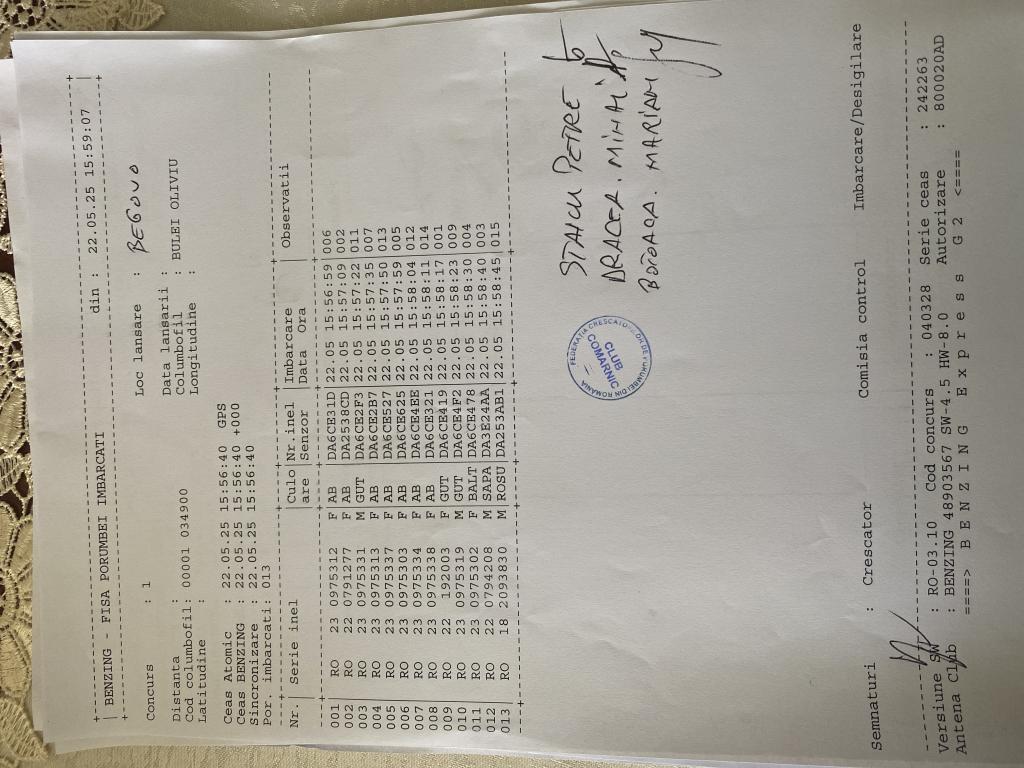 BENZING - FISA PORUMBEI IMBARCATI din : 22.05.25 15:59:07
Concurs : 1 Loc lansare : BEGOVO
Data lansarii :
Distanta : Columbofil : BULEI OLIVIU
Cod columbofil: 00001 034900 Longitudine :
Latitudine :
Ceas Atomic : 22.05.25 15:56:40 GPS
Ceas BENZING : 22.05.25 15:56:40 +000
Sincronizare : 22.05.25 15:56:40
Por. imbarcati: 013
Nr.| Serie inel |Culo|Nr.inel |Imbarcare | Observatii
|are |Senzor |Data Ora |
001 | RO 23 0975312 F | AB |DA6CE31D|22.05 15:56:59|006
002 | RO 22 0791277 F | AB |DA2538CD|22.05 15:57:09|002
003 | RO 23 0975331 M | GUT |DA6CE2F3|22.05 15:57:22|011
004 | RO 23 0975313 F | AB |DA6CE2B7|22.05 15:57:35|007
005 | RO 23 0975337 F | AB |DA6CE527|22.05 15:57:50|013
006 | RO 23 0975303 F | AB |DA6CE625|22.05 15:57:59|005
007 | RO 23 0975334 F | AB |DA6CE4BE|22.05 15:58:04|012
008 | RO 23 0975338 F | AB |DA6CE321|22.05 15:58:11|014
009 | RO 22 192003 F | GUT |DA6CE419|22.05 15:58:17|001
010 | RO 23 0975319 M | GUT |DA6CE4F2|22.05 15:58:23|009
011 | RO 23 0975302 F | BALT|DA6CE478|22.05 15:58:30|004
012 | RO 22 0794208 M | SAPA|DA3E24AA|22.05 15:58:40|003
013 | RO 18 2093830 M | ROSU|DA253AB1|22.05 15:58:45|015
STAICU PETRE
DRACEA. MIHAI
MARIAN
FEDERATIA CRESCATORILOR DE PORUMBEI DIN ROMANIA
CLUB
COMARNIC
Semnaturi : Crescator Comisia control Imbarcare/Desigilare
Versiune SW : RO-03.10 Cod concurs : 040328 Serie ceas : 242263
Antena Club : BENZING 48903567 SW-4.5 HW-8.0 Autorizare : 800020AD
====> B E N Z I N G E x p r e s s G 2 <====